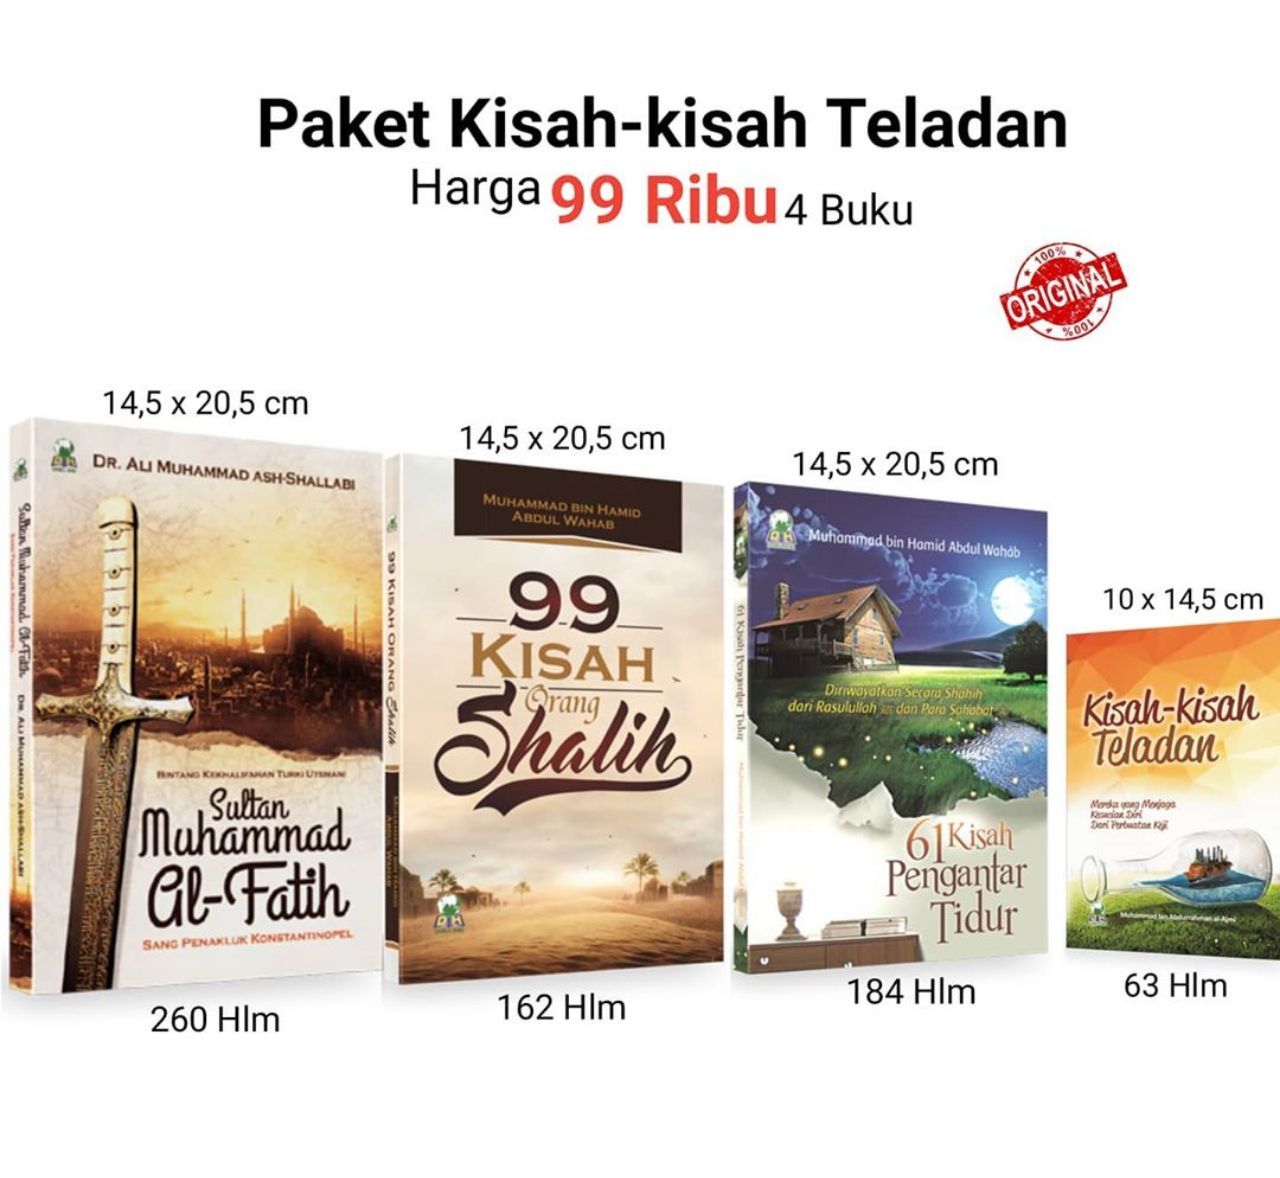 Paket Kisah-kisah Teladan
Harga 99 Ribu 4 Buku
100%
ORIGINAL
100%
14,5 x 20,5 cm
DR. ALI MUHAMMAD ASH-SHALLABI
Sultan Muhammad Al-Fatih
DR. ALI MUHAMMAD ASH-SHALLABI
BINTANG KEKHALIFAHAN TURKI UTSMANI
Sultan
Muhammad
Al-Fatih
SANG PENAKLUK KONSTANTINOPEL
260 Hlm
14,5 x 20,5 cm
MUHAMMAD BIN HAMID
ABDUL WAHAB
99 KISAH ORANG Shalih
99
KISAH
Orang
Shalih
162 Hlm
14,5 x 20,5 cm
Muhammad bin Hamid Abdul Wahab
61 Kisah Pengantar Tidur
Diriwayatkan Secara Shahih
dari Rasulullah ﷺ dan Para Sahabat
61 Kisah
Pengantar
Tidur
184 Hlm
10 x 14,5 cm
Kisah-kisah
Teladan
Mereka yang Menjaga
Kesucian Diri
Dari Perbuatan Keji
Muhammad bin Abdurrahman al-Ajmi
63 Hlm